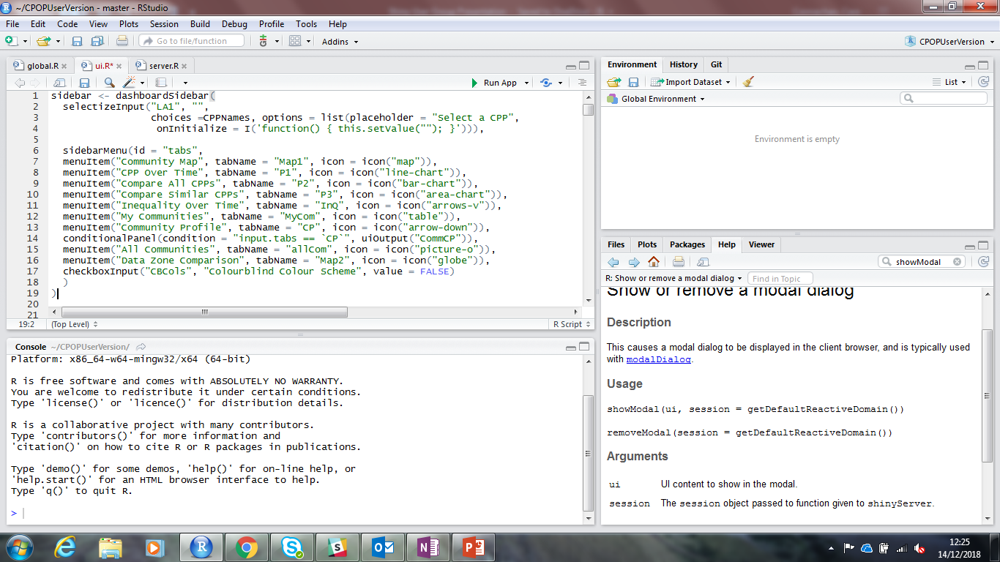 ~/CPOPUserVersion - master - RStudio
File Edit Code View Plots Session Build Debug Profile Tools Help
Go to file/function Addins CPOPUserVersion
global.R ui.R* server.R
Run App
1 sidebar <- dashboardSidebar(
2 selectizeInput("LA1", "",
3 choices =CPPNames, options = list(placeholder = "Select a CPP",
4 onInitialize = I('function() { this.setValue(""); }'))),
5
6 sidebarMenu(id = "tabs",
7 menuItem("Community Map", tabName = "Map1", icon = icon("map")),
8 menuItem("CPP Over Time", tabName = "P1", icon = icon("line-chart")),
9 menuItem("Compare All CPPs", tabName = "P2", icon = icon("bar-chart")),
10 menuItem("Compare Similar CPPs", tabName = "P3", icon = icon("area-chart")),
11 menuItem("Inequality Over Time", tabName = "InQ", icon = icon("arrows-v")),
12 menuItem("My Communities", tabName = "MyCom", icon = icon("table")),
13 menuItem("Community Profile", tabName = "CP", icon = icon("arrow-down")),
14 conditionalPanel(condition = "input.tabs == `CP`", uiOutput("CommCP")),
15 menuItem("All Communities", tabName = "allCom", icon = icon("picture-o")),
16 menuItem("Data Zone Comparison", tabName = "Map2", icon = icon("globe")),
17 checkboxInput("CBCols", "Colourblind Colour Scheme", value = FALSE)
18 )
19 )
20
21
19:2 (Top Level) R Script
Console ~/CPOPUserVersion/
Platform: x86_64-w64-mingw32/x64 (64-bit)

R is free software and comes with ABSOLUTELY NO WARRANTY.
You are welcome to redistribute it under certain conditions.
Type 'license()' or 'licence()' for distribution details.

R is a collaborative project with many contributors.
Type 'contributors()' for more information and
'citation()' on how to cite R or R packages in publications.

Type 'demo()' for some demos, 'help()' for on-line help, or
'help.start()' for an HTML browser interface to help.
Type 'q()' to quit R.

>
Environment History Git
Import Dataset List
Global Environment
Environment is empty
Files Plots Packages Help Viewer
showModal
R: Show or remove a modal dialog Find in Topic
Show or remove a modal dialog
Description
This causes a modal dialog to be displayed in the client browser, and is typically used
with modalDialog.
Usage
showModal(ui, session = getDefaultReactiveDomain())
removeModal(session = getDefaultReactiveDomain())
Arguments
ui UI content to show in the modal.
session The session object passed to function given to shinyServer.
12:25
14/12/2018